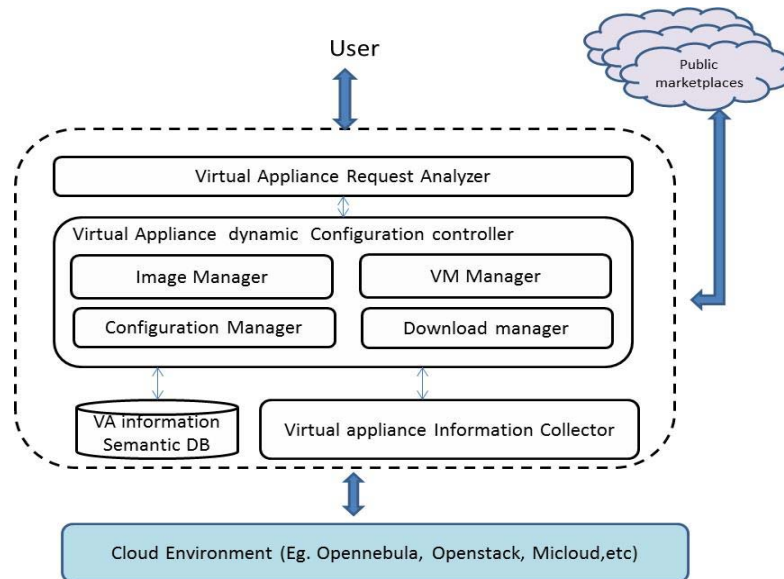 User
Public
marketplaces
Virtual Appliance Request Analyzer
Virtual Appliance dynamic Configuration controller
Image Manager
VM Manager
Configuration Manager
Download manager
VA information
Semantic DB
Virtual appliance Information Collector
Cloud Environment (Eg. Opennebula, Openstack, Micloud,etc)